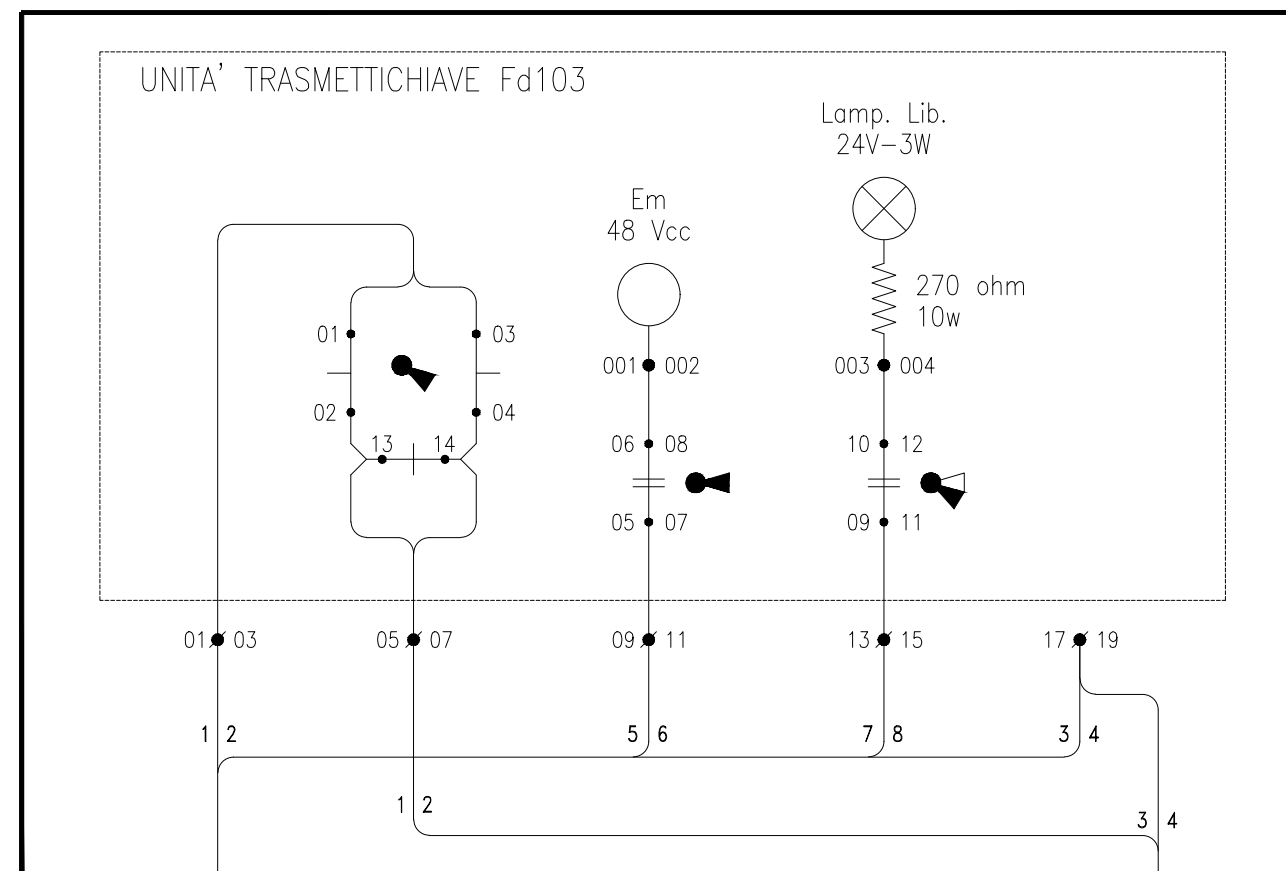 UNITA' TRASMETTICHIAVE Fd103
Lamp. Lib.
24V-3W
Em
48 Vcc
270 ohm
10w
01 03
001 002 003 004
02 04
13 14
06 08 10 12
05 07 09 11
01 03 05 07 09 11 13 15 17 19
1 2 5 6 7 8 3 4
1 2 3 4